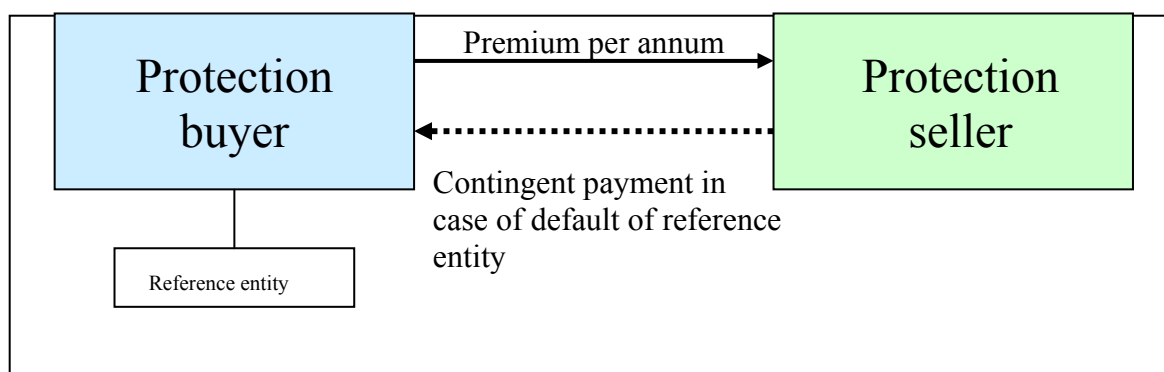 Premium per annum
Protection
buyer
Protection
seller
Contingent payment in
case of default of reference
entity
Reference entity